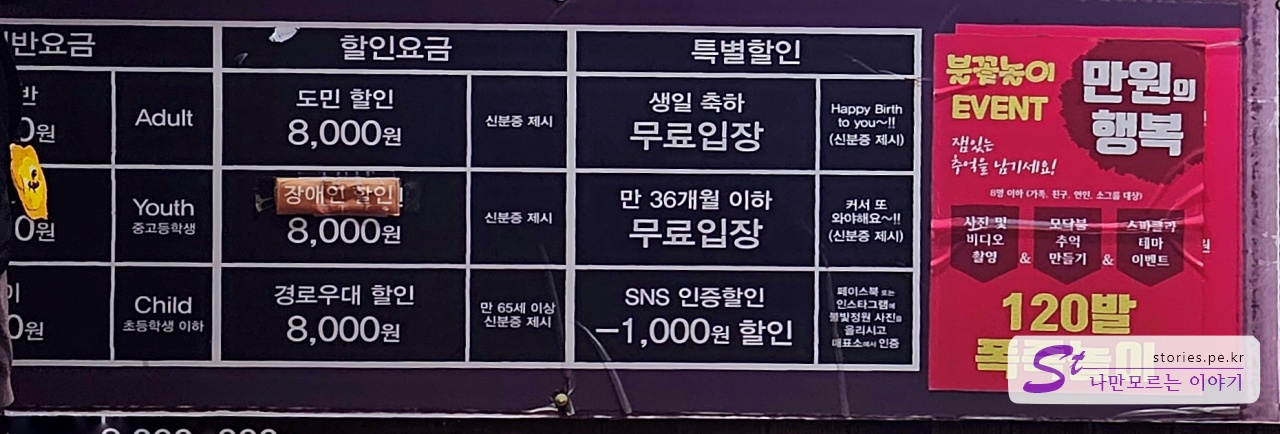 반요금
할인요금
특별할인
반
0원
Adult
도민 할인
8,000원
신분증 제시
생일 축하
무료입장
Happy Birth
to you~!!
(신분증 제시)
0원
Youth
중고등학생
장애인 할인
8,000원
신분증 제시
만 36개월 이하
무료입장
커서 또
와야해요~!!
(신분증 제시)
이
0원
Child
초등학생 이하
경로우대 할인
8,000원
만 65세 이상
신분증 제시
SNS 인증할인
−1,000원 할인
페이스북 또는
인스타그램에
불빛정원 사진을
올리시고
매표소에서 인증
불꽃놀이
EVENT
만원의
행복
잼있는
추억을 남기세요!
8명 이하 (가족, 친구, 연인, 소그룹 대상)
사진 및
비디오
촬영
&
모닥불
추억
만들기
&
스파클라
테마
이벤트
원
120발
stories.pe.kr
St
나만모르는 이야기